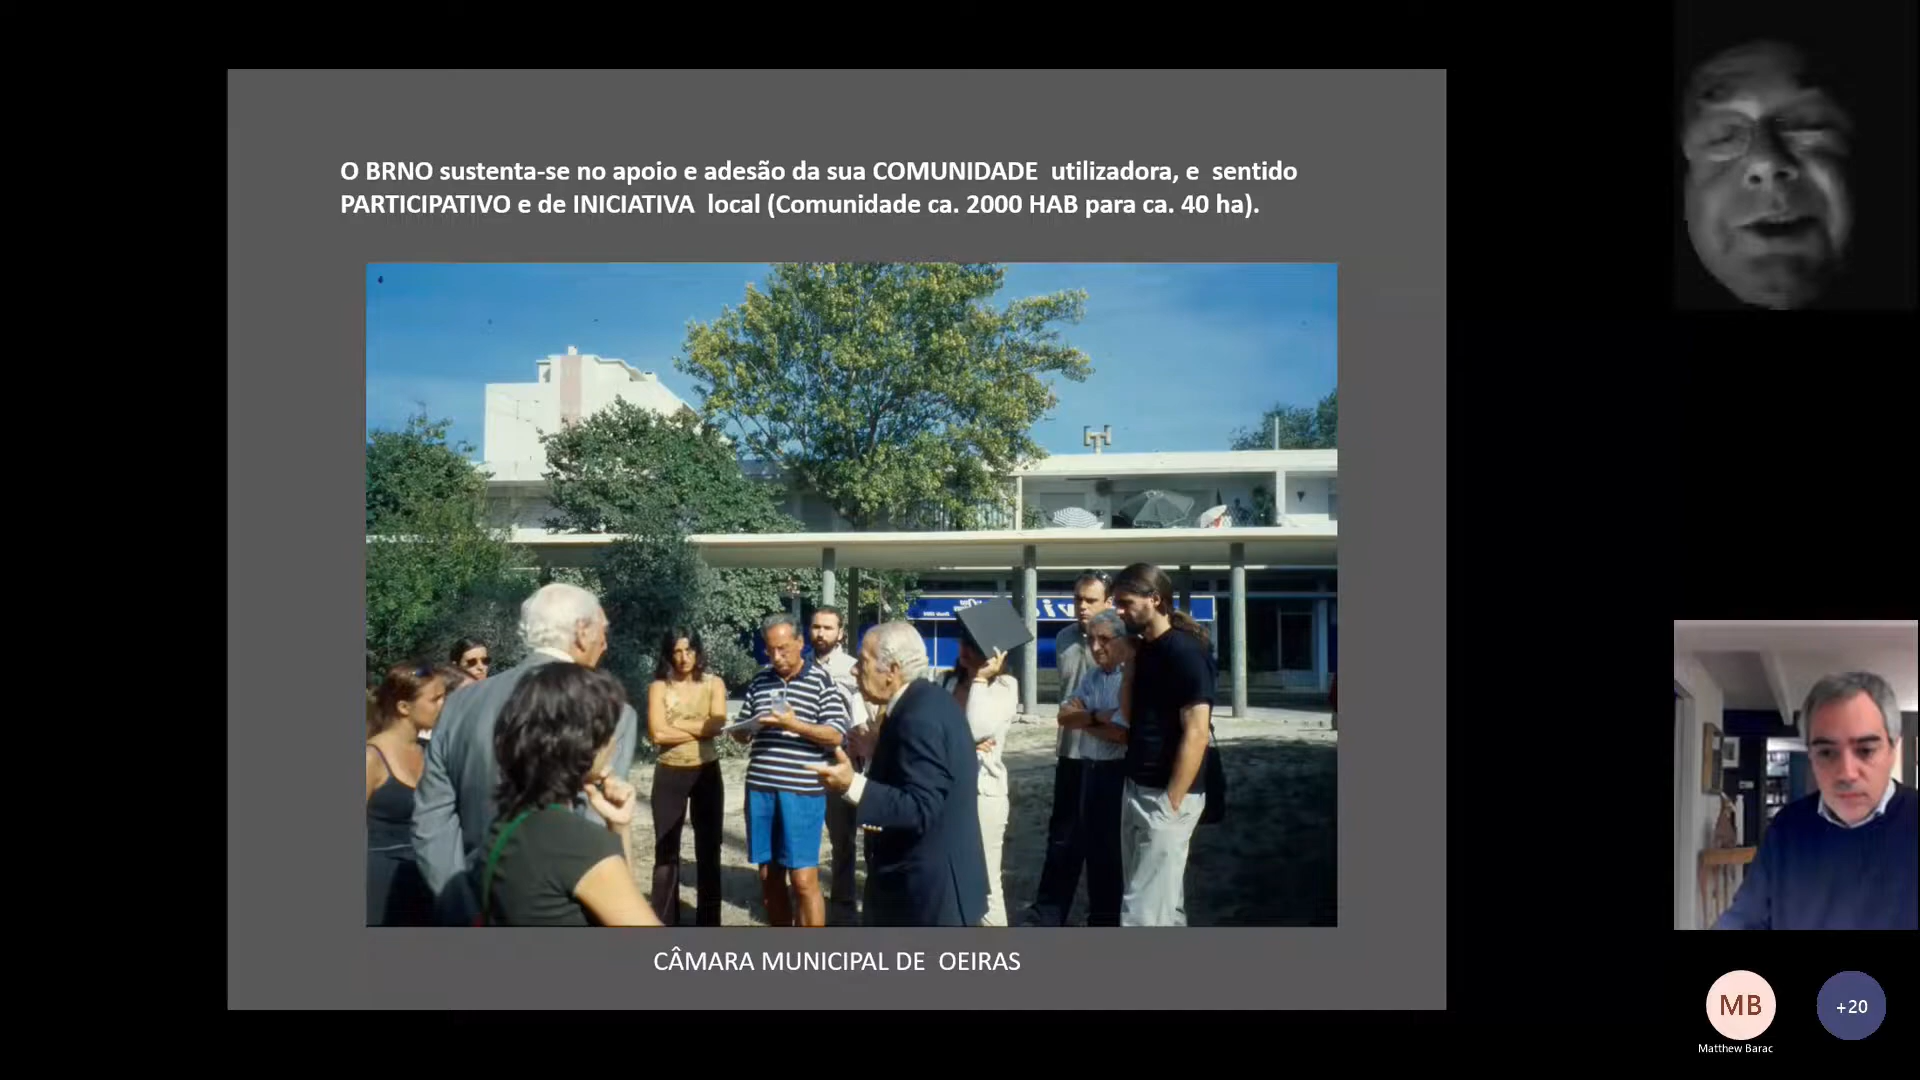 O BRNO sustenta-se no apoio e adesão da sua COMUNIDADE utilizadora, e sentido
PARTICIPATIVO e de INICIATIVA local (Comunidade ca. 2000 HAB para ca. 40 ha).
CÂMARA MUNICIPAL DE OEIRAS
MB
+20
Matthew Barac